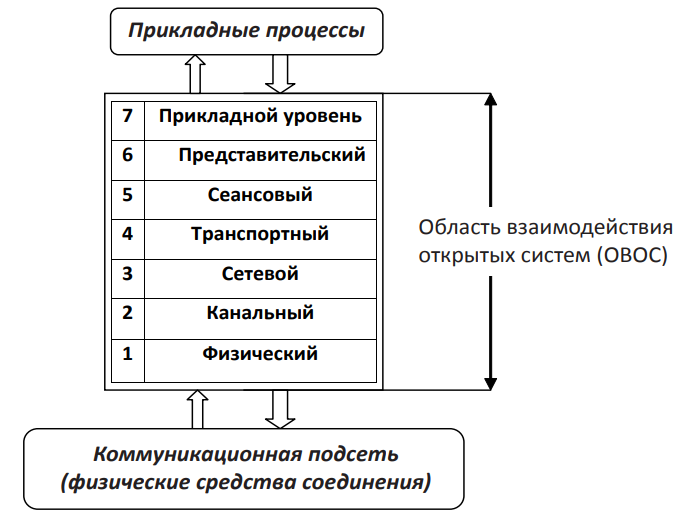 Прикладные процессы
7 Прикладной уровень
6 Представительский
5 Сеансовый
4 Транспортный
3 Сетевой
2 Канальный
1 Физический
Область взаимодействия
открытых систем (ОВОС)
Коммуникационная подсеть
(физические средства соединения)